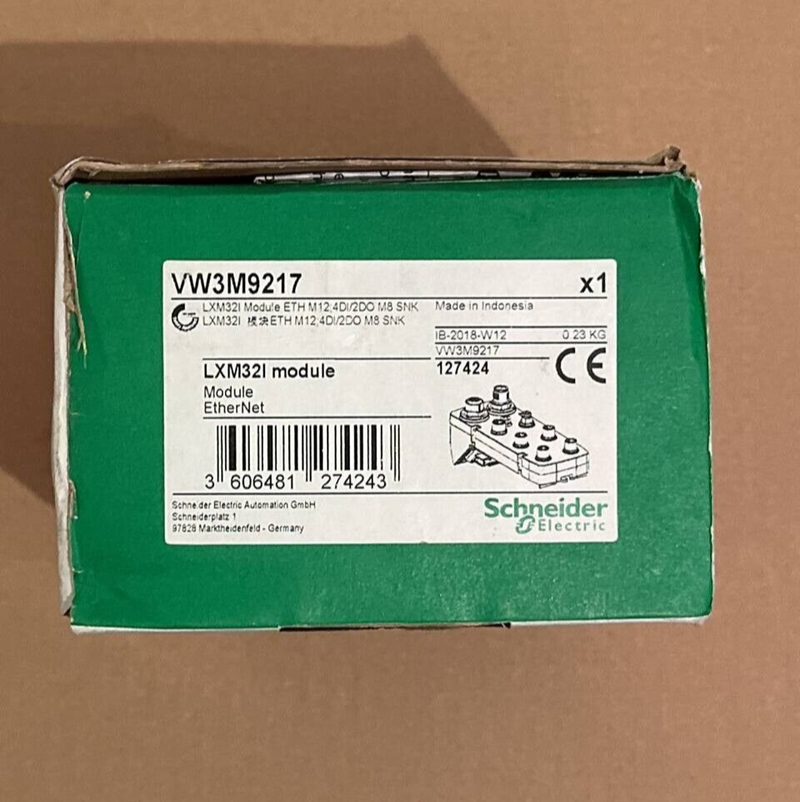 VW3M9217 x1
LXM32I Module ETH M12,4DI/2DO M8 SNK
LXM32I 模块ETH M12,4DI/2DO M8 SNK
Made in Indonesia
IB-2018-W12 0.23 KG
VW3M9217
127424
CE
LXM32I module
Module
EtherNet
3 606481 274243
Schneider Electric Automation GmbH
Schneiderplatz 1
97828 Marktheidenfeld - Germany
Schneider
Electric